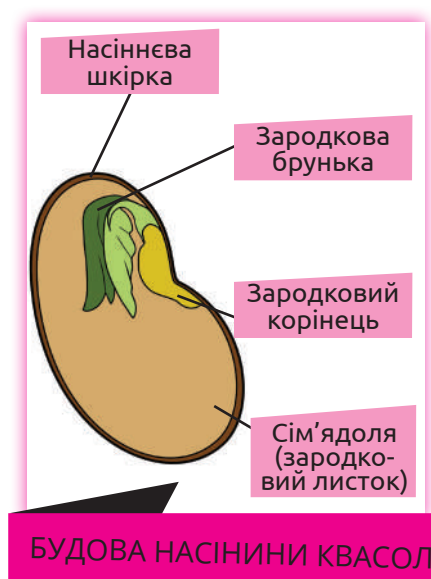 Насіннєва
шкірка
Зародкова
брунька
Зародковий
корінець
Сім’ядоля
(зародко-
вий листок)
БУДОВА НАСІНИНИ КВАСОЛ